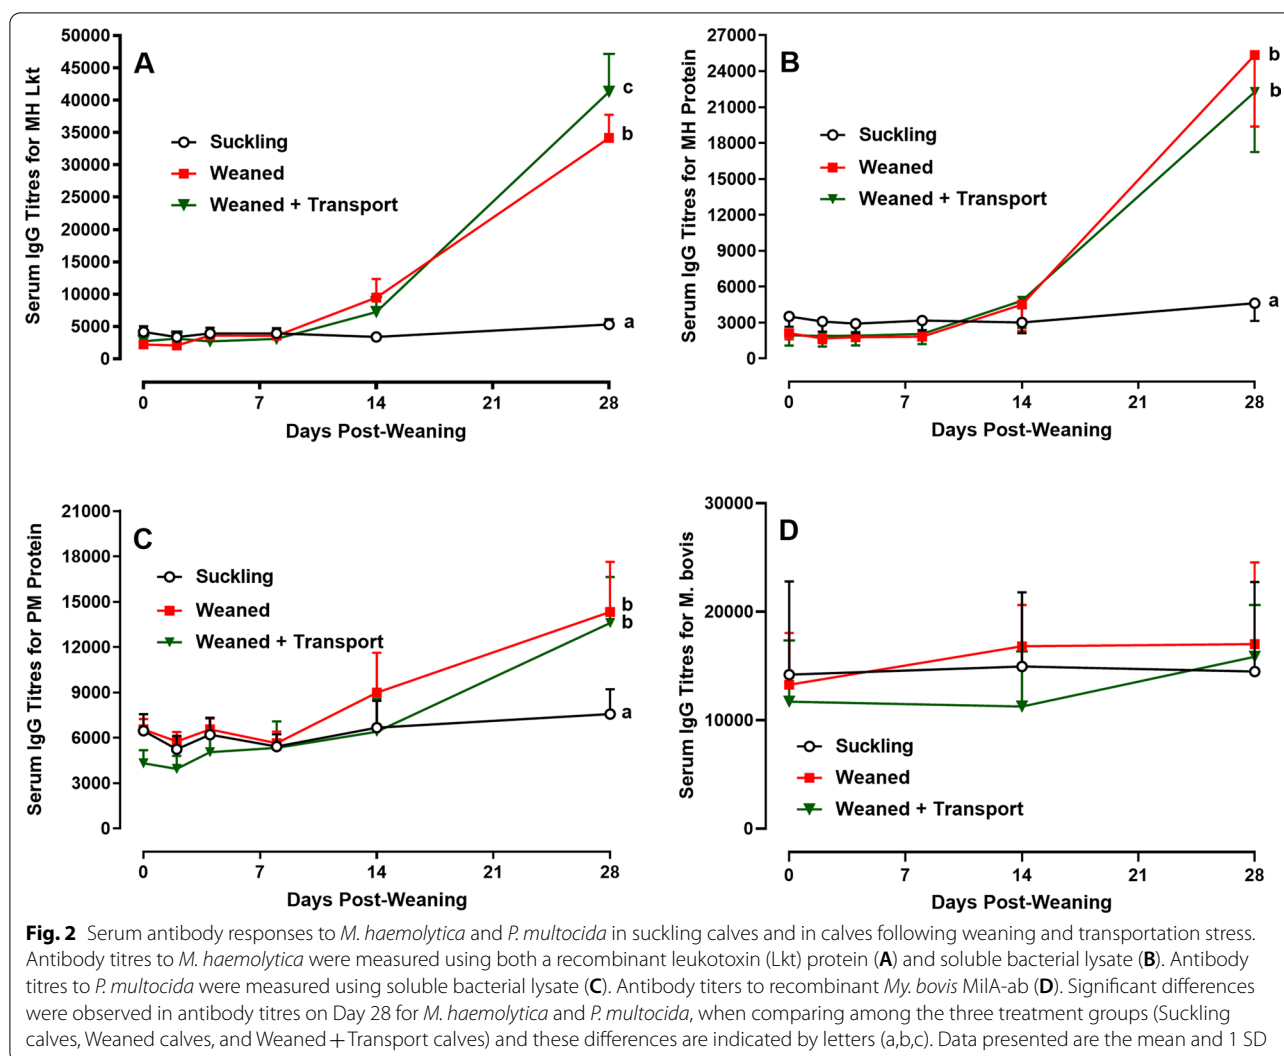 A
Serum IgG Titres for MH Lkt
50000
45000
40000
35000
30000
25000
20000
15000
10000
5000
0
Suckling
Weaned
Weaned + Transport
c
b
a
0 7 14 21 28
Days Post-Weaning
B
Serum IgG Titres for MH Protein
27000
24000
21000
18000
15000
12000
9000
6000
3000
0
Suckling
Weaned
Weaned + Transport
b
b
a
0 7 14 21 28
Days Post-Weaning
C
Serum IgG Titres for PM Protein
21000
18000
15000
12000
9000
6000
3000
0
Suckling
Weaned
Weaned + Transport
b
b
a
0 7 14 21 28
Days Post-Weaning
D
Serum IgG Titres for M. bovis
30000
20000
10000
0
Suckling
Weaned
Weaned + Transport
0 7 14 21 28
Days Post-Weaning
Fig. 2 Serum antibody responses to M. haemolytica and P. multocida in suckling calves and in calves following weaning and transportation stress.
Antibody titres to M. haemolytica were measured using both a recombinant leukotoxin (Lkt) protein (A) and soluble bacterial lysate (B). Antibody
titres to P. multocida were measured using soluble bacterial lysate (C). Antibody titers to recombinant My. bovis MilA-ab (D). Significant differences
were observed in antibody titres on Day 28 for M. haemolytica and P. multocida, when comparing among the three treatment groups (Suckling
calves, Weaned calves, and Weaned + Transport calves) and these differences are indicated by letters (a,b,c). Data presented are the mean and 1 SD